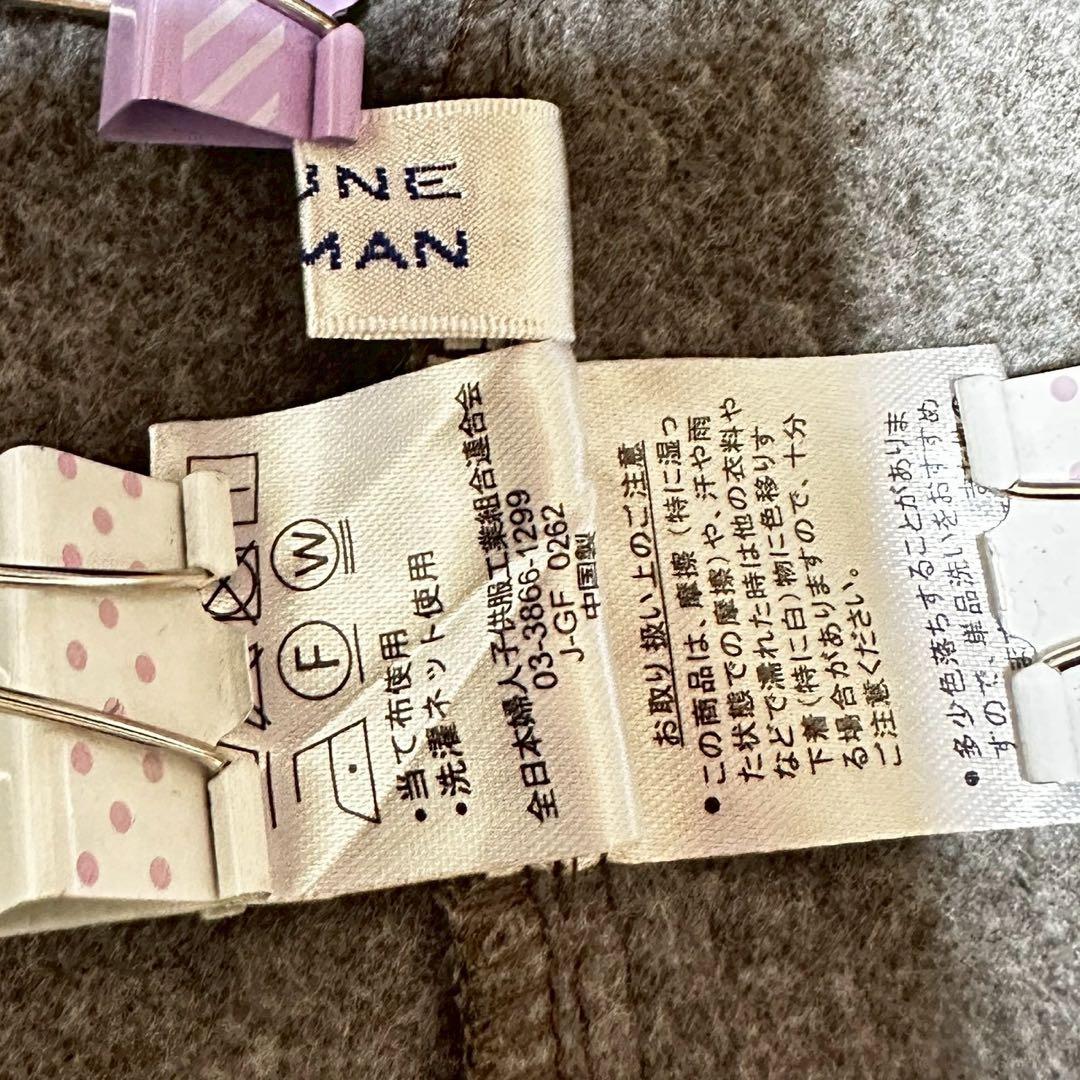 NE
MAN
W
F
•当て布使用
•洗濯ネット使用
全日本婦人子供服工業組合連合会
03-3866-1299
J-GF 0262
中国製
お取り扱い上のご注意
•この商品は、摩擦（特に湿っ
た状態での摩擦）や、汗や雨
などで濡れた時は他の衣料や
下着（特に白）物に色移りす
る場合がありますので、十分
ご注意ください。
•多少色落ちすることがありま
すので、単品洗いをおすすめ